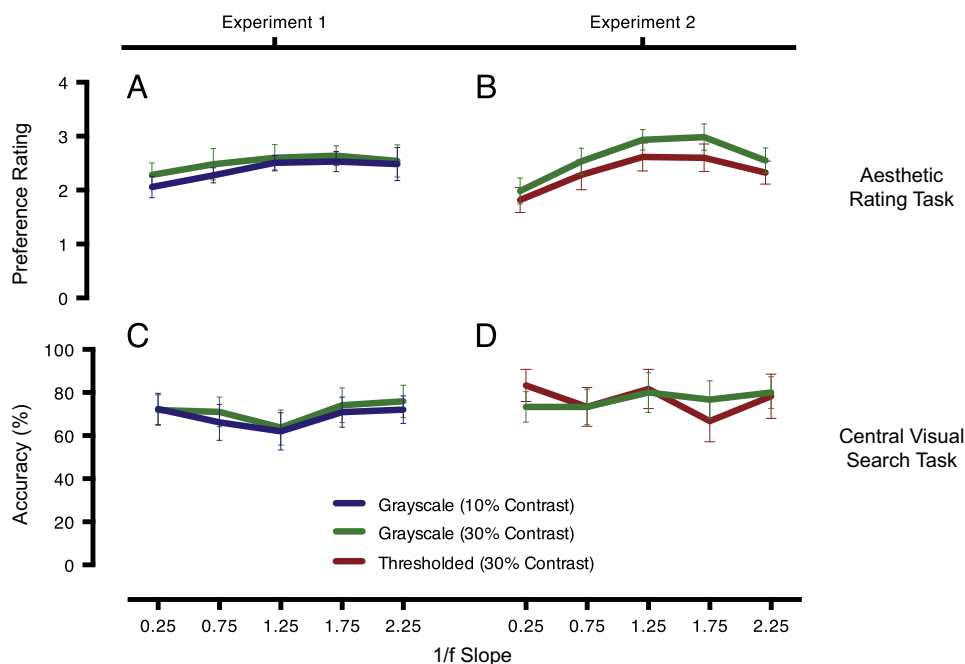 Experiment 1
Experiment 2
A
B
4
3
2
1
0
Preference Rating
Aesthetic
Rating Task
C
D
100
80
60
40
20
0
Accuracy (%)
Central Visual
Search Task
Grayscale (10% Contrast)
Grayscale (30% Contrast)
Thresholded (30% Contrast)
0.25 0.75 1.25 1.75 2.25
0.25 0.75 1.25 1.75 2.25
1/f Slope